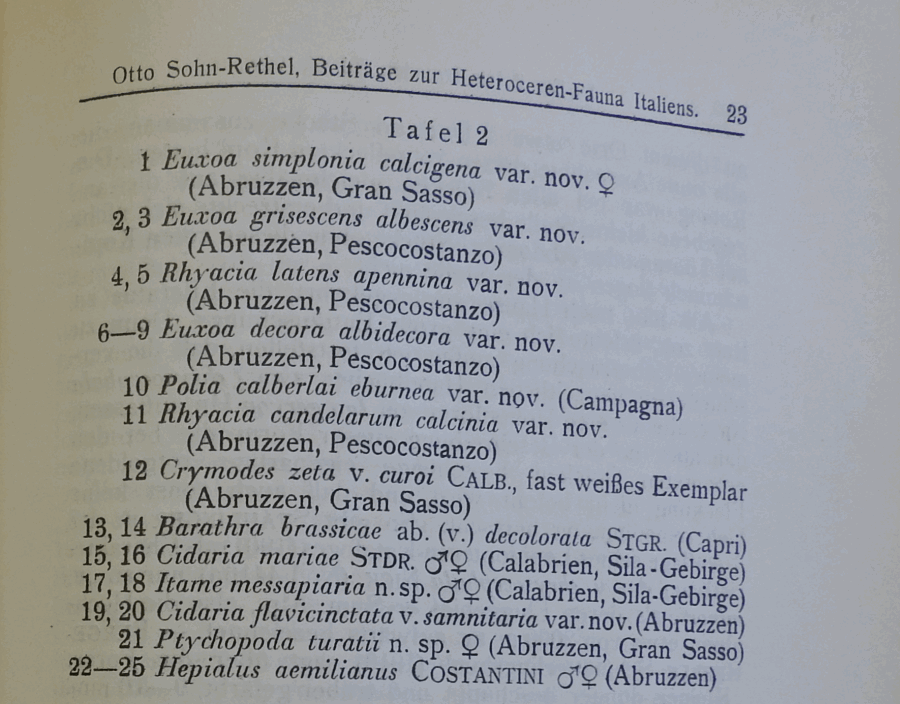 Otto Sohn-Rethel, Beiträge zur Heteroceren-Fauna Italiens. 23
Tafel 2
1 Euxoa simplonia calcigena var. nov. ♀
(Abruzzen, Gran Sasso)
2, 3 Euxoa grisescens albescens var. nov.
(Abruzzen, Pescocostanzo)
4, 5 Rhyacia latens apennina var. nov.
(Abruzzen, Pescocostanzo)
6—9 Euxoa decora albidecora var. nov.
(Abruzzen, Pescocostanzo)
10 Polia calberlai eburnea var. nov. (Campagna)
11 Rhyacia candelarum calcinia var. nov.
(Abruzzen, Pescocostanzo)
12 Crymodes zeta v. curoi CALB., fast weißes Exemplar
(Abruzzen, Gran Sasso)
13, 14 Barathra brassicae ab. (v.) decolorata STGR. (Capri)
15, 16 Cidaria mariae STDR. ♂♀ (Calabrien, Sila-Gebirge)
17, 18 Itame messapiaria n. sp. ♂♀ (Calabrien, Sila-Gebirge)
19, 20 Cidaria flavicinctata v. samnitaria var. nov. (Abruzzen)
21 Ptychopoda turatii n. sp. ♀ (Abruzzen, Gran Sasso)
22—25 Hepialus aemilianus COSTANTINI ♂♀ (Abruzzen)